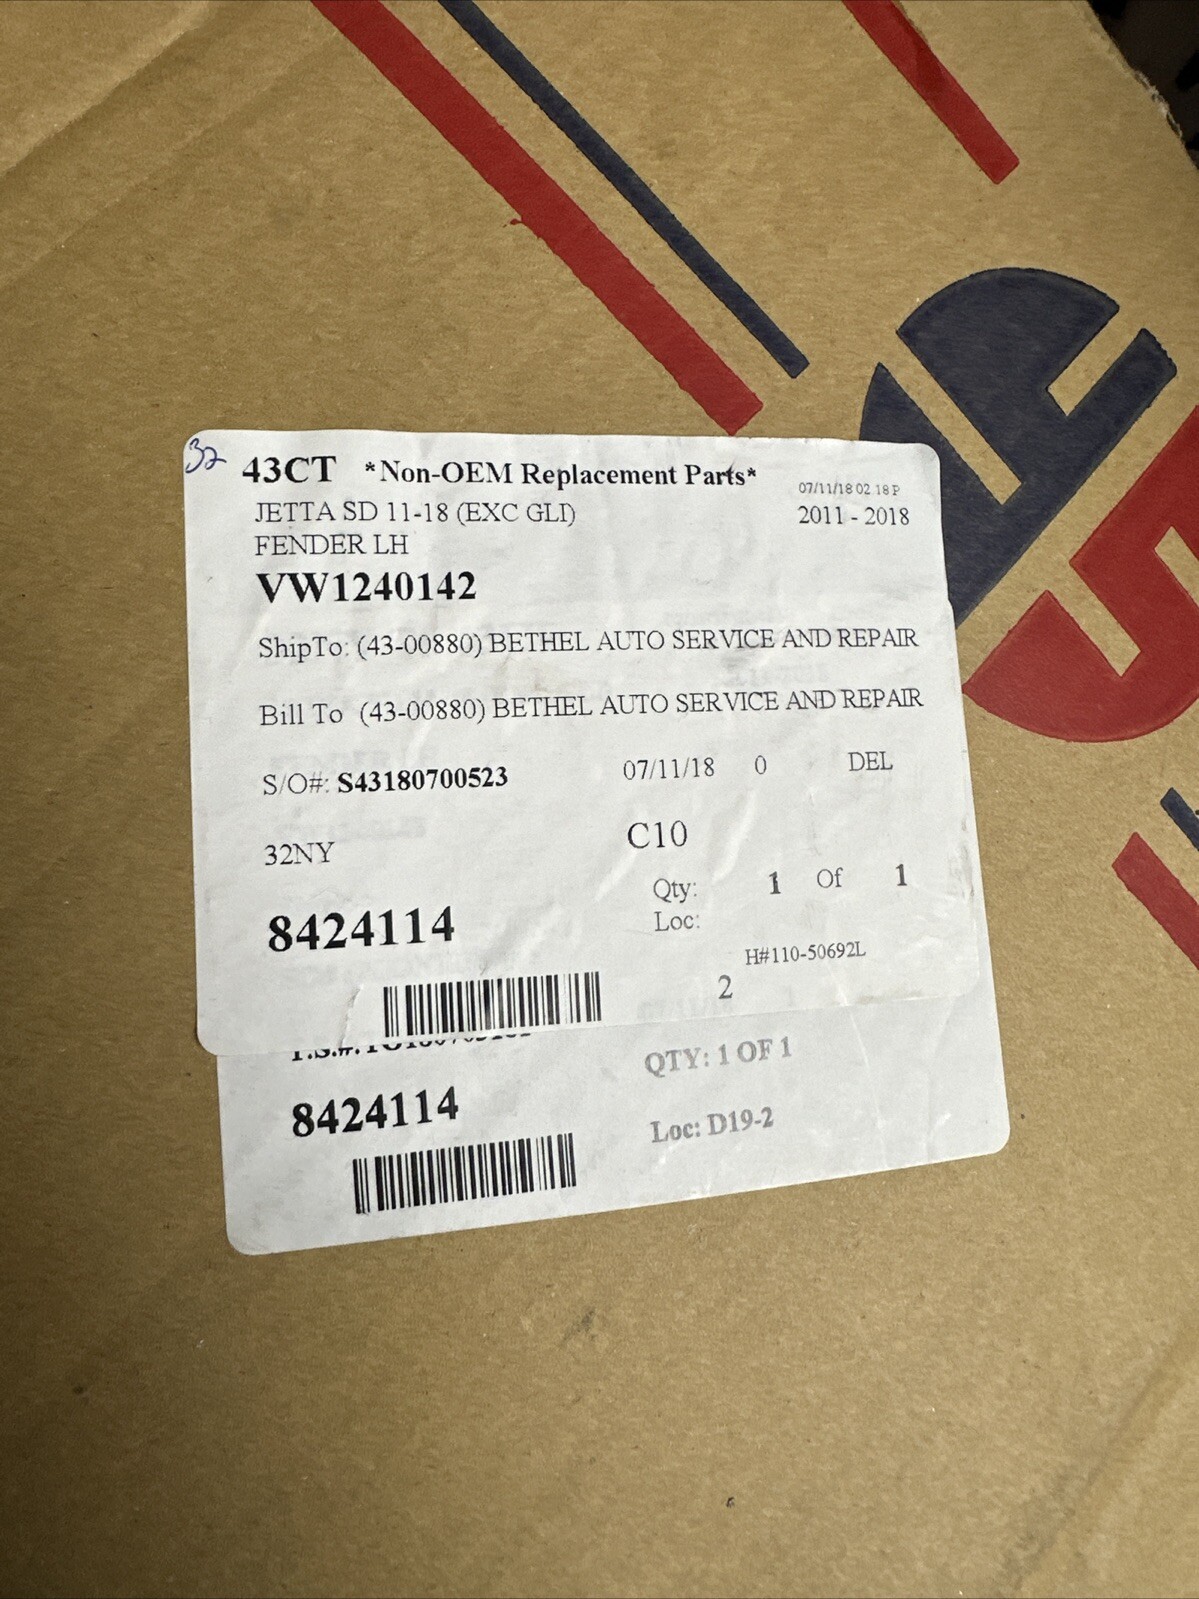 32
43CT *Non-OEM Replacement Parts*
07/11/18 02 18P
JETTA SD 11-18 (EXC GLI)
2011 - 2018
FENDER LH
VW1240142
ShipTo: (43-00880) BETHEL AUTO SERVICE AND REPAIR
Bill To (43-00880) BETHEL AUTO SERVICE AND REPAIR
S/O#: S43180700523 07/11/18 0 DEL
32NY C10
Qty: 1 Of 1
8424114 Loc:
H#110-50692L
2
QTY: 1 OF 1
8424114
Loc: D19-2